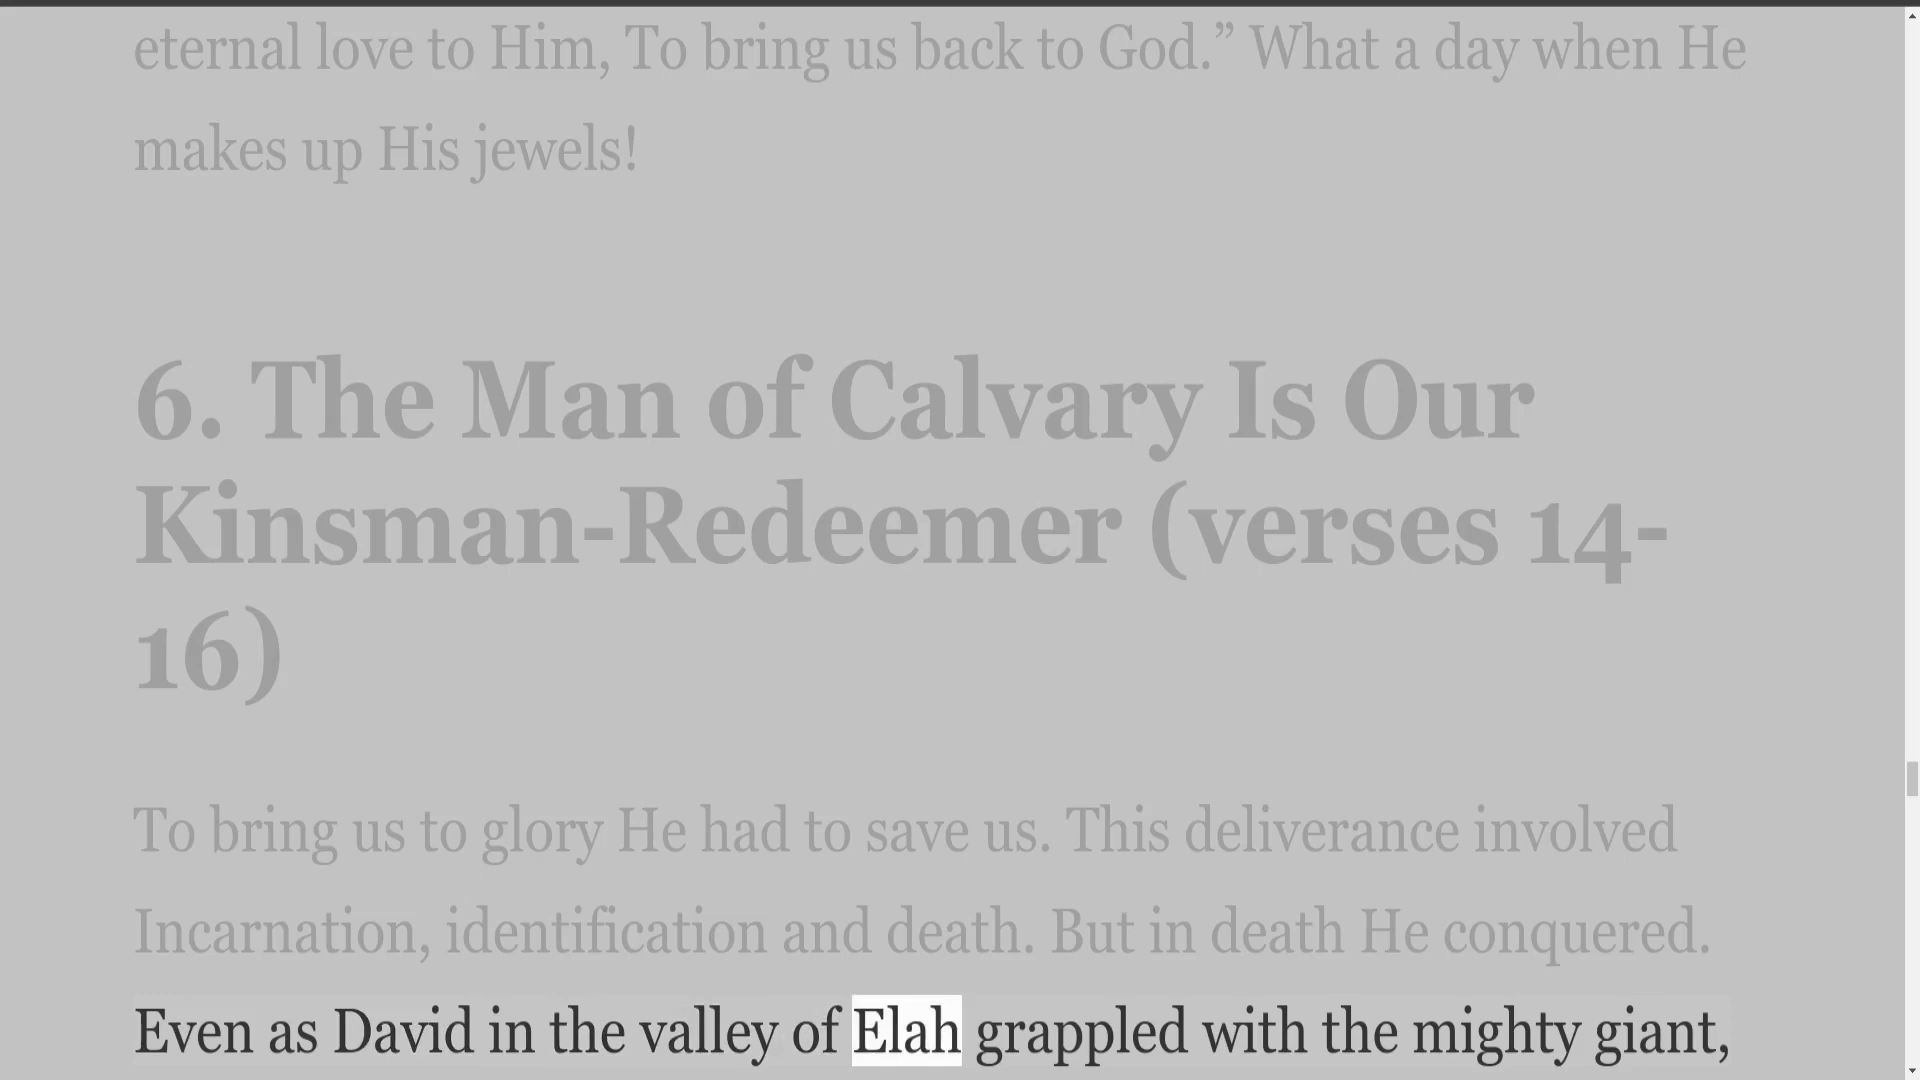 eternal love to Him, To bring us back to God.” What a day when He
makes up His jewels!
6. The Man of Calvary Is Our
Kinsman-Redeemer (verses 14-
16)
To bring us to glory He had to save us. This deliverance involved
Incarnation, identification and death. But in death He conquered.
Even as David in the valley of Elah grappled with the mighty giant,